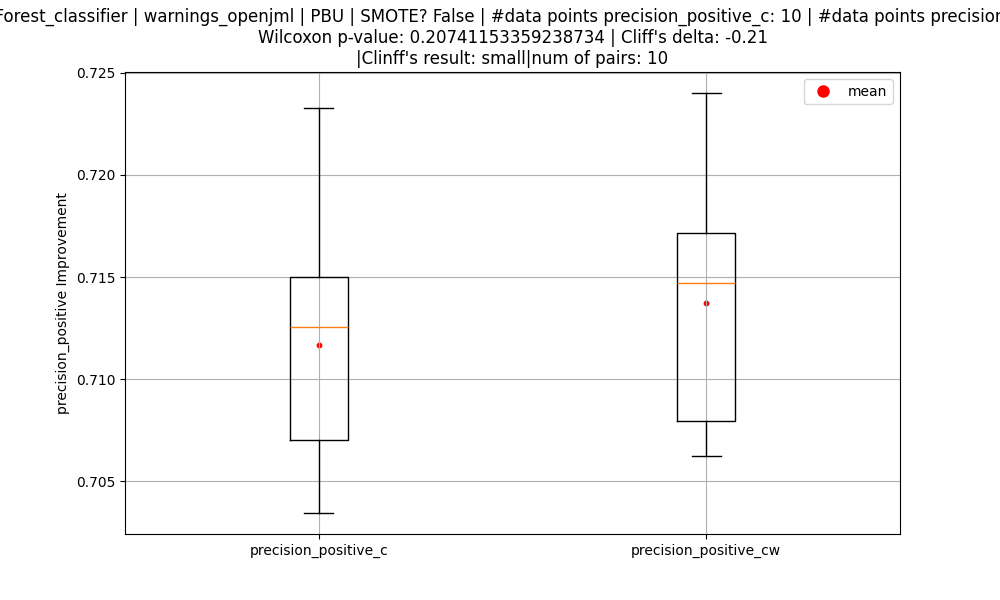 Forest_classifier | warnings_openjml | PBU | SMOTE? False | #data points precision_positive_c: 10 | #data points precision
Wilcoxon p-value: 0.20741153359238734 | Cliff's delta: -0.21
|Clinff's result: small|num of pairs: 10
0.725
mean
0.720
0.715
0.710
0.705
precision_positive Improvement
precision_positive_c
precision_positive_cw